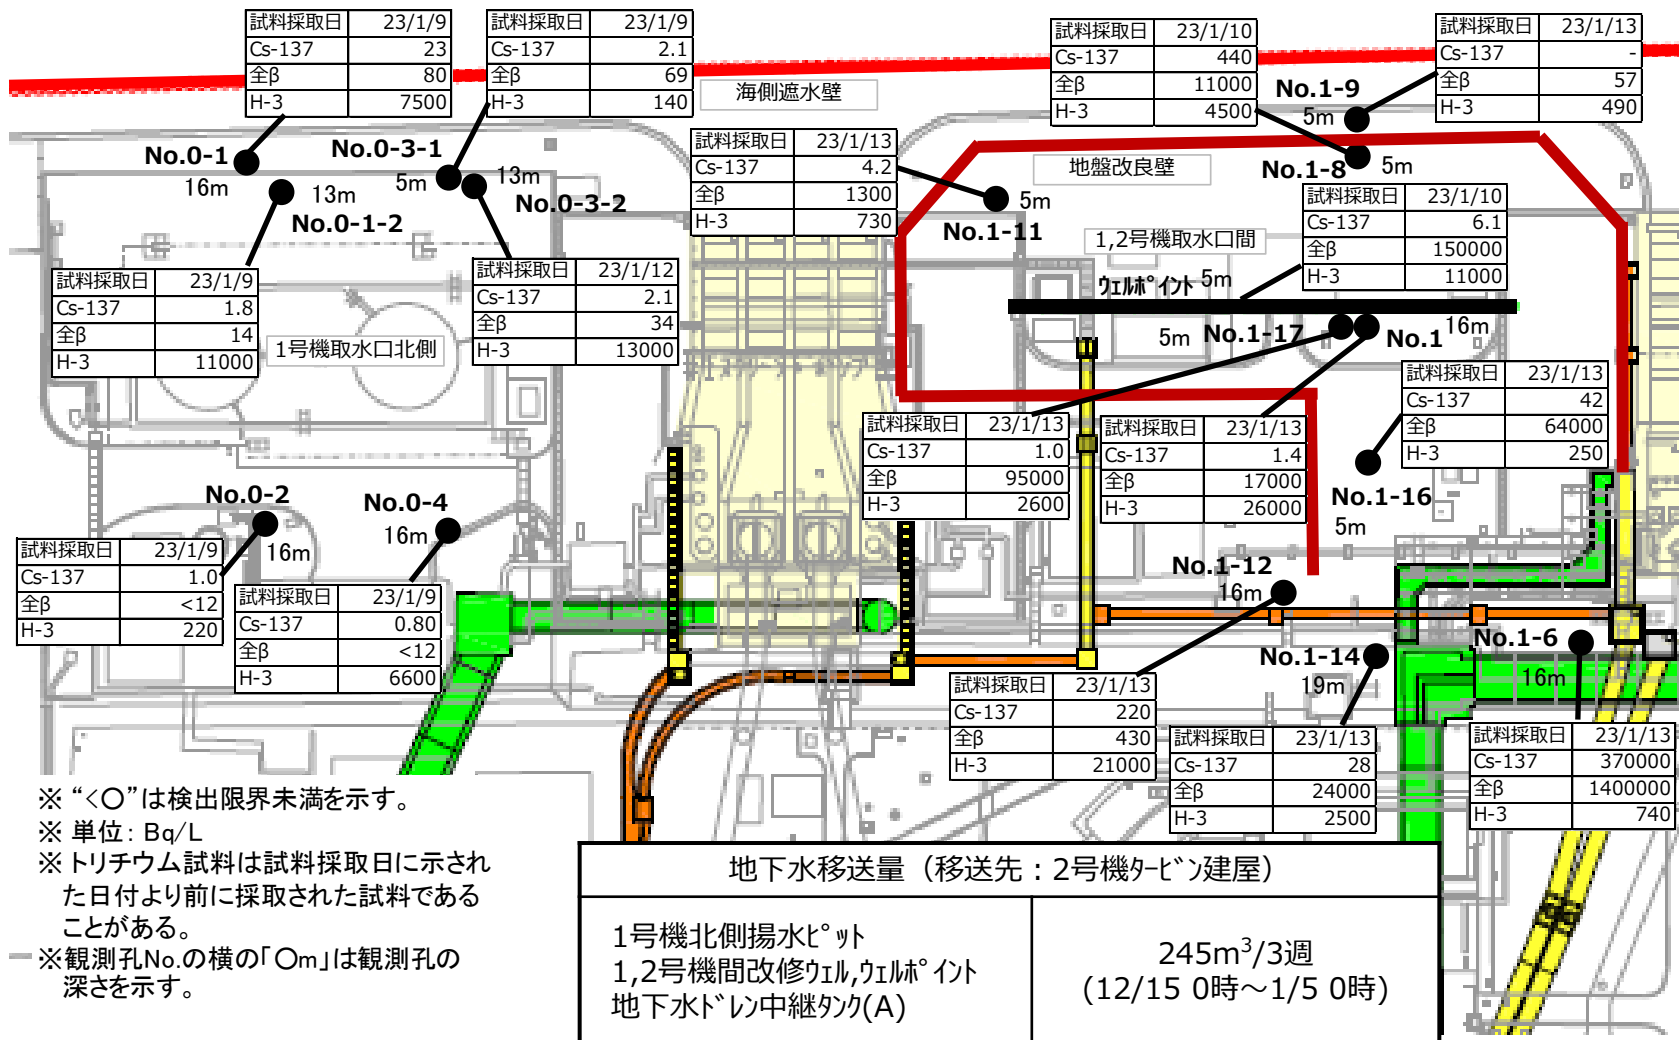 試料採取日 23/1/9
Cs-137 23
全β 80
H-3 7500
試料採取日 23/1/9
Cs-137 2.1
全β 69
H-3 140
海側遮水壁
試料採取日 23/1/10
Cs-137 440
全β 11000
H-3 4500
試料採取日 23/1/13
Cs-137 -
全β 57
H-3 490
No.1-9
5m
No.0-1
16m
No.0-3-1
5m
13m
No.0-1-2
13m
No.0-3-2
試料採取日 23/1/13
Cs-137 4.2
全β 1300
H-3 730
5m
No.1-11
地盤改良壁
No.1-8
5m
試料採取日 23/1/10
Cs-137 6.1
全β 150000
H-3 11000
1,2号機取水口間
ウェルポイント 5m
試料採取日 23/1/9
Cs-137 1.8
全β 14
H-3 11000
1号機取水口北側
試料採取日 23/1/12
Cs-137 2.1
全β 34
H-3 13000
5m No.1-17
No.1
16m
試料採取日 23/1/13
Cs-137 42
全β 64000
H-3 250
試料採取日 23/1/13
Cs-137 1.0
全β 95000
H-3 2600
試料採取日 23/1/13
Cs-137 1.4
全β 17000
H-3 26000
No.1-16
5m
No.0-2
16m
No.0-4
16m
試料採取日 23/1/9
Cs-137 1.0
全β <12
H-3 220
試料採取日 23/1/9
Cs-137 0.80
全β <12
H-3 6600
No.1-12
16m
No.1-14
19m
No.1-6
16m
試料採取日 23/1/13
Cs-137 220
全β 430
H-3 21000
試料採取日 23/1/13
Cs-137 28
全β 24000
H-3 2500
試料採取日 23/1/13
Cs-137 370000
全β 1400000
H-3 740
※ “<〇”は検出限界未満を示す。
※ 単位：Bq/L
※ トリチウム試料は試料採取日に示され
た日付より前に採取された試料である
ことがある。
※観測孔No.の横の「〇m」は観測孔の
深さを示す。
地下水移送量（移送先：2号機タービン建屋）
1号機北側揚水ピット
1,2号機間改修ウェル,ウェルポイント
地下水ドレン中継タンク(A)
245m³/3週
(12/15 0時～1/5 0時)